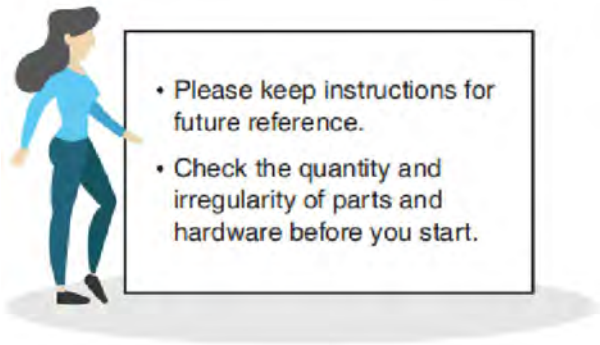 • Please keep instructions for
future reference.
• Check the quantity and
irregularity of parts and
hardware before you start.